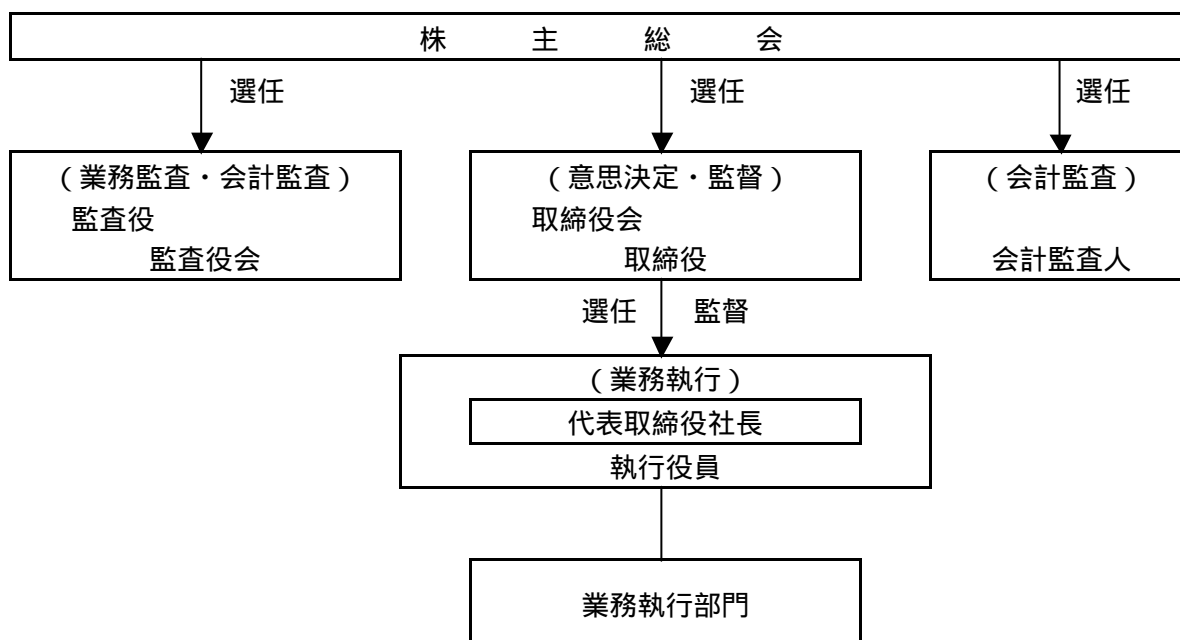 株 主 総 会
選任
選任
選任
(業務監査・会計監査)
監査役
監査役会
(意思決定・監督)
取締役会
取締役
(会計監査)
会計監査人
選任 監督
(業務執行)
代表取締役社長
執行役員
業務執行部門